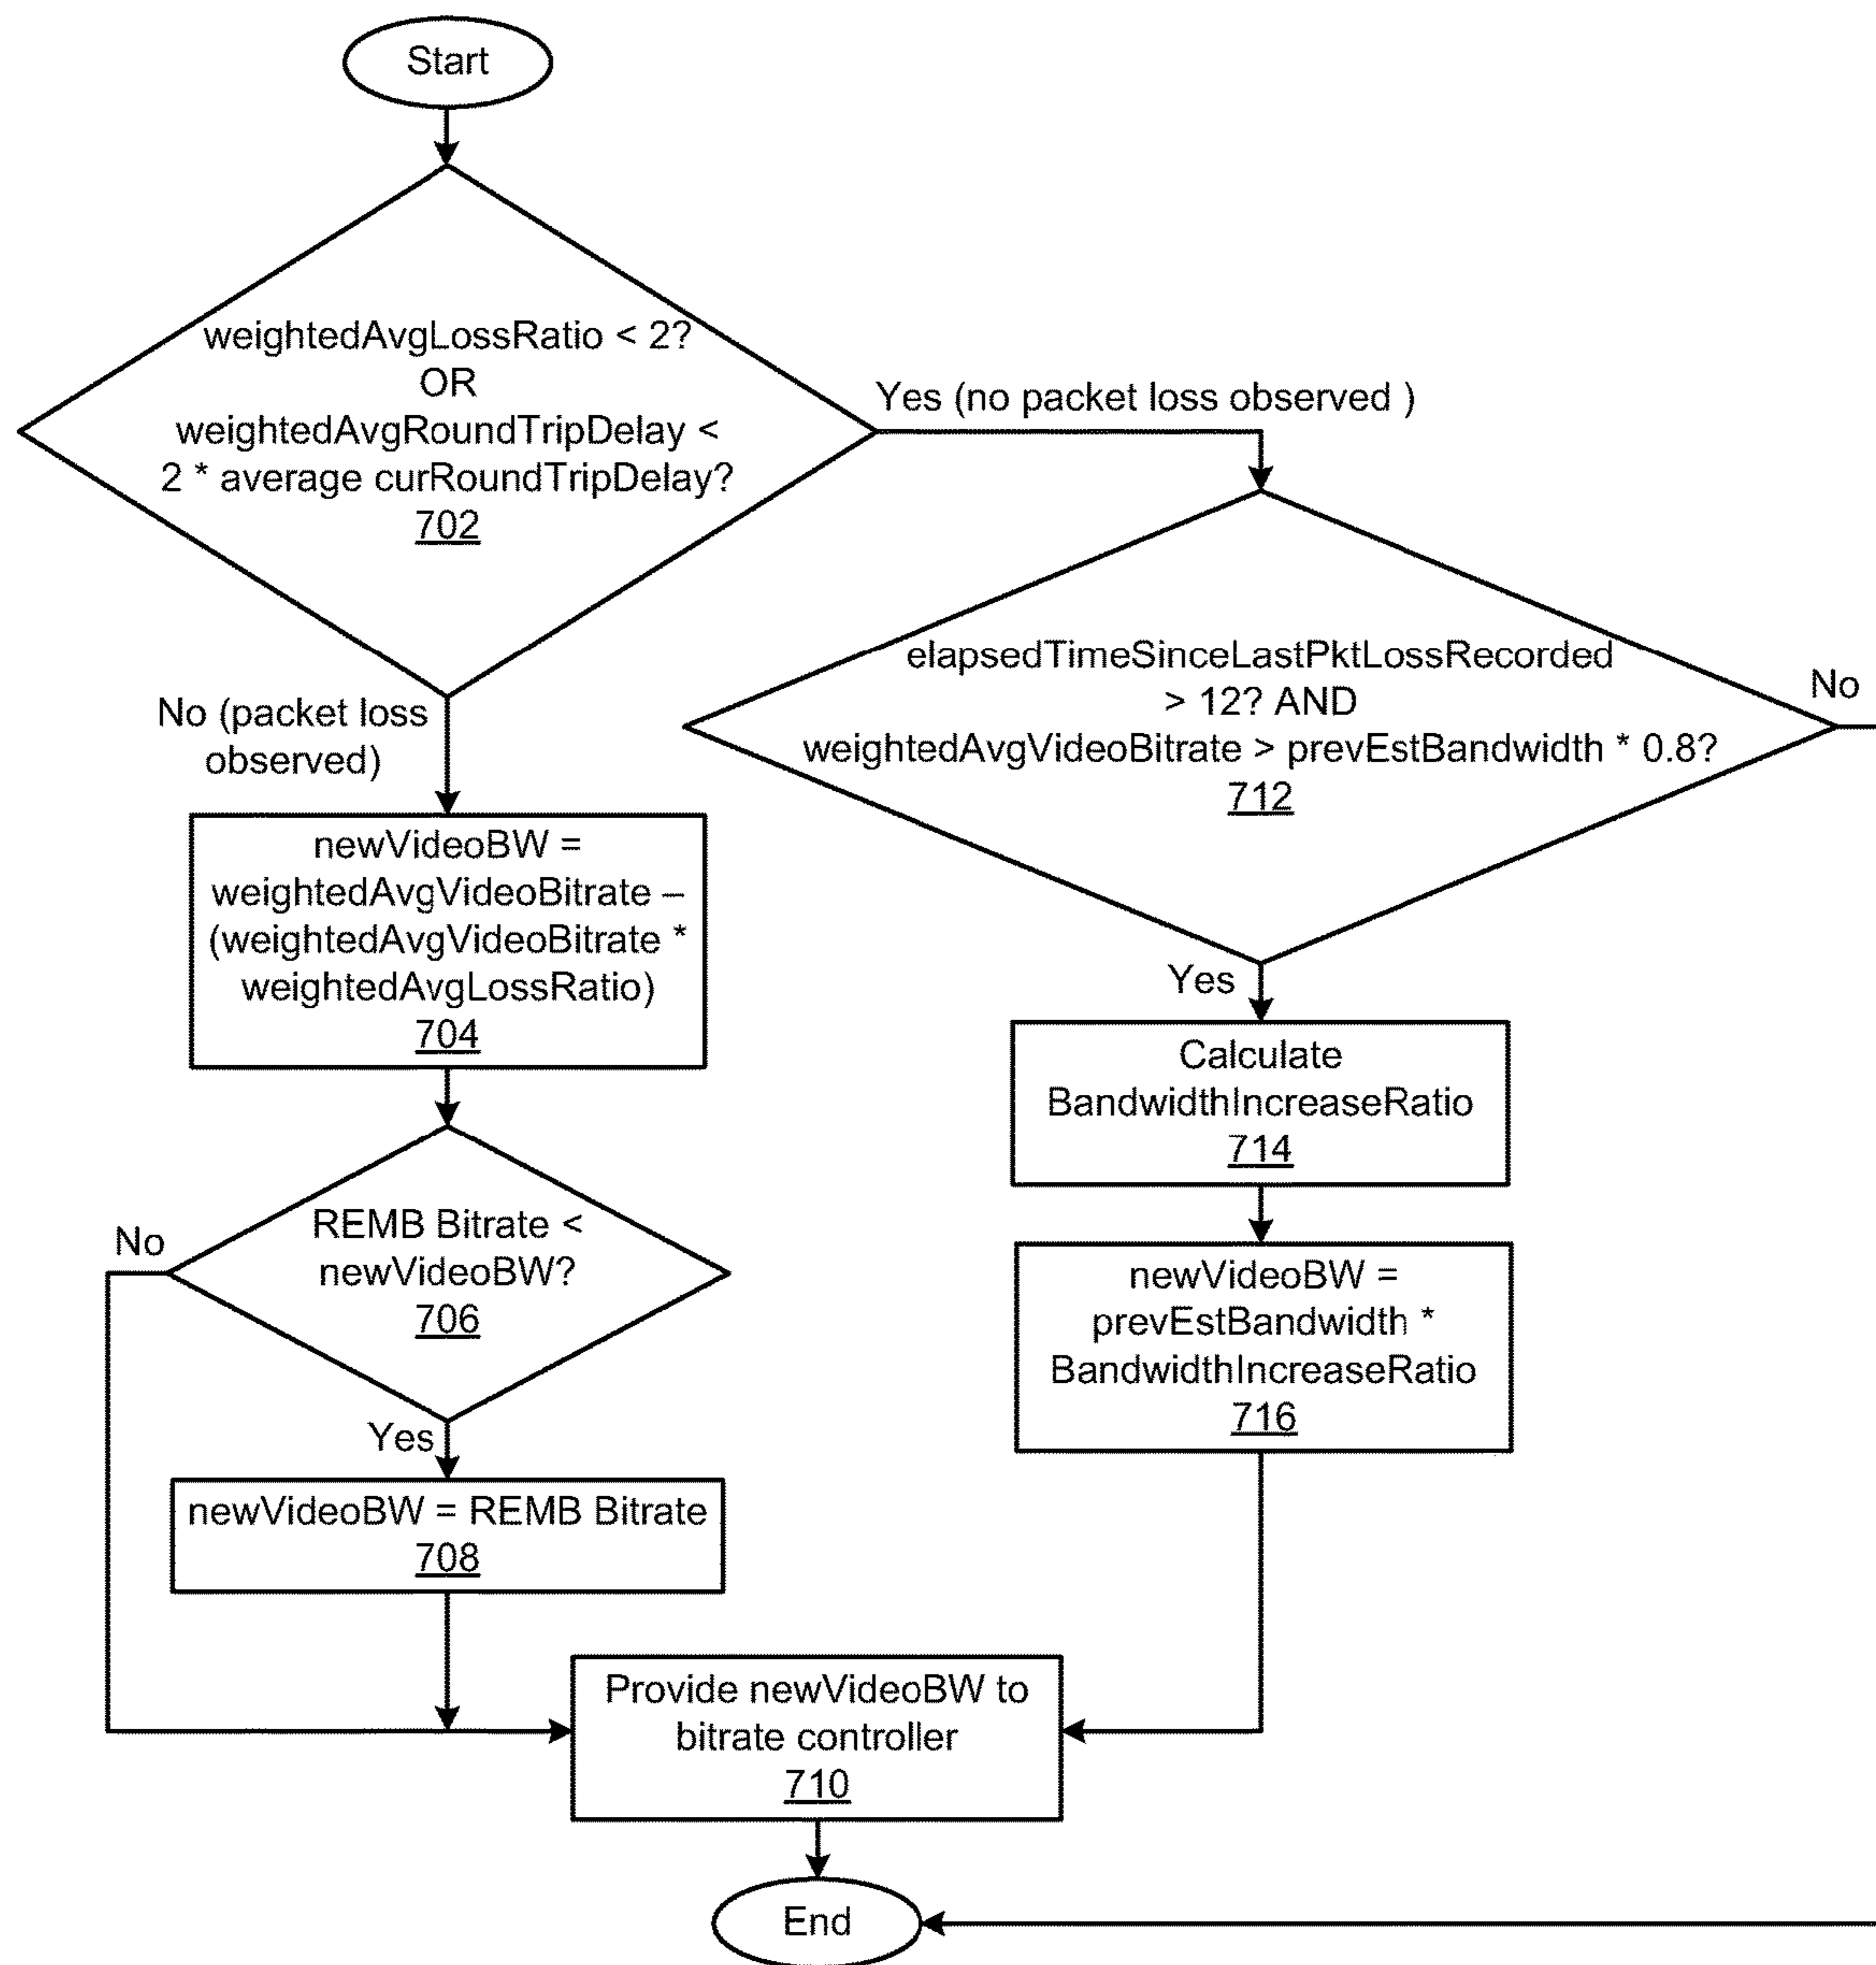 Start
weightedAvgLossRatio < 2?
OR
weightedAvgRoundTripDelay <
2 * average curRoundTripDelay?
702
Yes (no packet loss observed )
No (packet loss
observed)
elapsedTimeSinceLastPktLossRecorded
> 12? AND
weightedAvgVideoBitrate > prevEstBandwidth * 0.8?
712
No
newVideoBW =
weightedAvgVideoBitrate –
(weightedAvgVideoBitrate *
weightedAvgLossRatio)
704
Yes
Calculate
BandwidthIncreaseRatio
714
REMB Bitrate <
newVideoBW?
706
No
newVideoBW =
prevEstBandwidth *
BandwidthIncreaseRatio
716
Yes
newVideoBW = REMB Bitrate
708
Provide newVideoBW to
bitrate controller
710
End